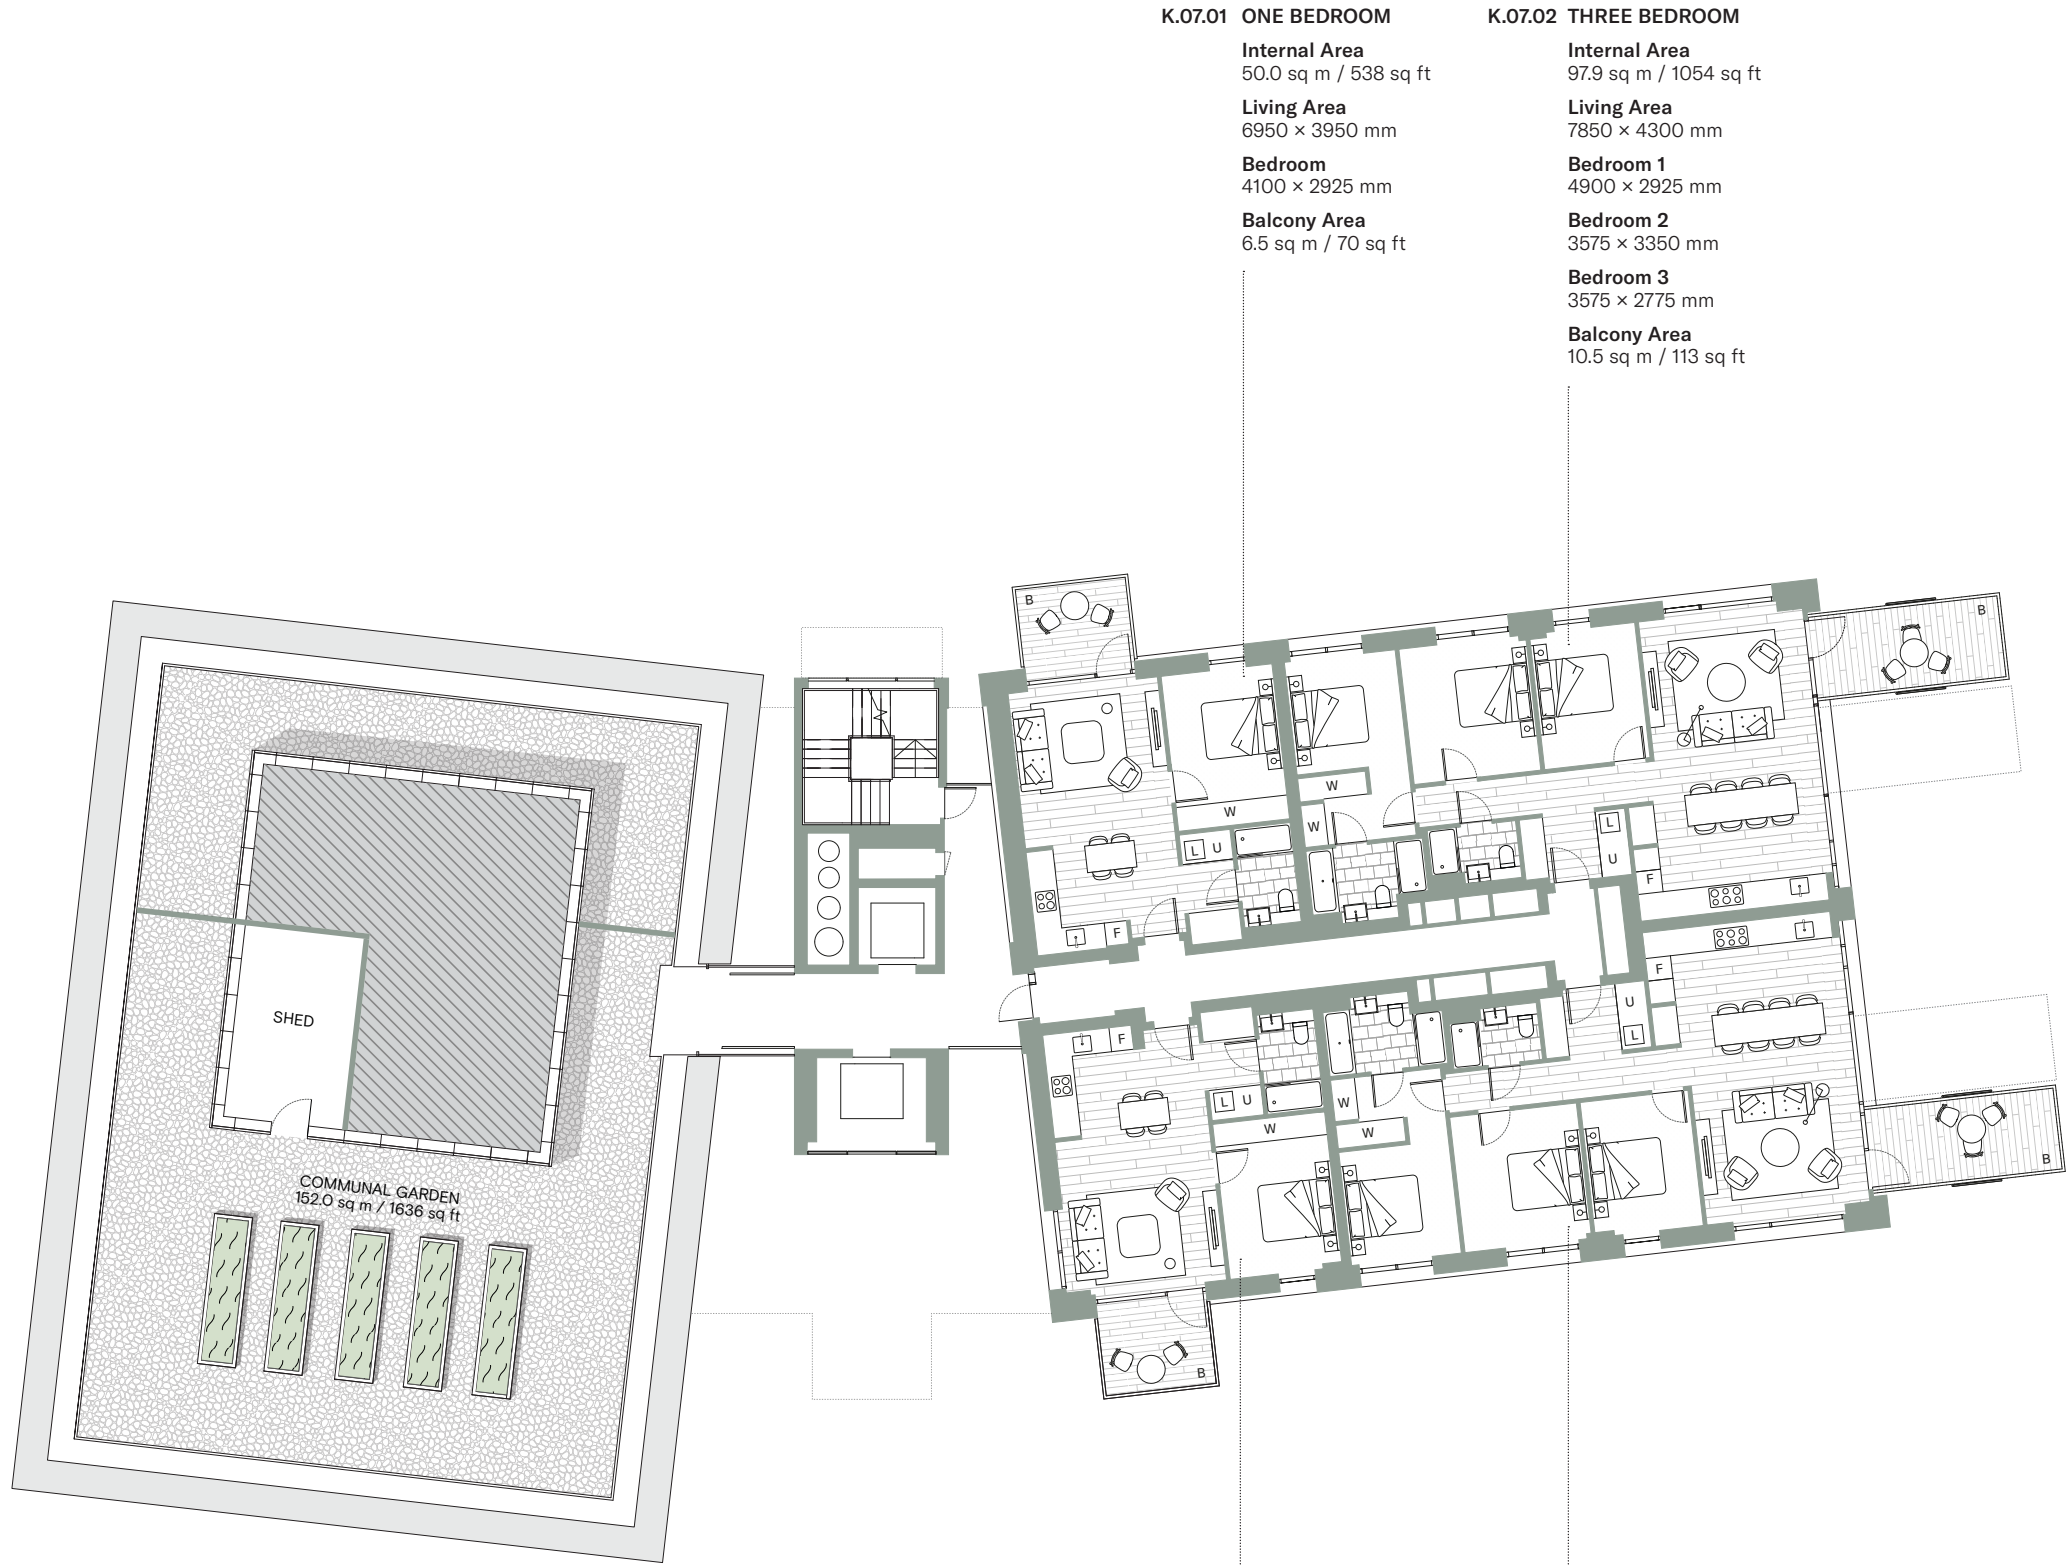 K.07.01 ONE BEDROOM
Internal Area
50.0 sq m / 538 sq ft
Living Area
6950 × 3950 mm
Bedroom
4100 × 2925 mm
Balcony Area
6.5 sq m / 70 sq ft
K.07.02 THREE BEDROOM
Internal Area
97.9 sq m / 1054 sq ft
Living Area
7850 × 4300 mm
Bedroom 1
4900 × 2925 mm
Bedroom 2
3575 × 3350 mm
Bedroom 3
3575 × 2775 mm
Balcony Area
10.5 sq m / 113 sq ft
B
B
W
W
W
L U
L
U
F
F
SHED
F
F
U
L
L U
W
W
W
B
COMMUNAL GARDEN
152.0 sq m / 1636 sq ft
B